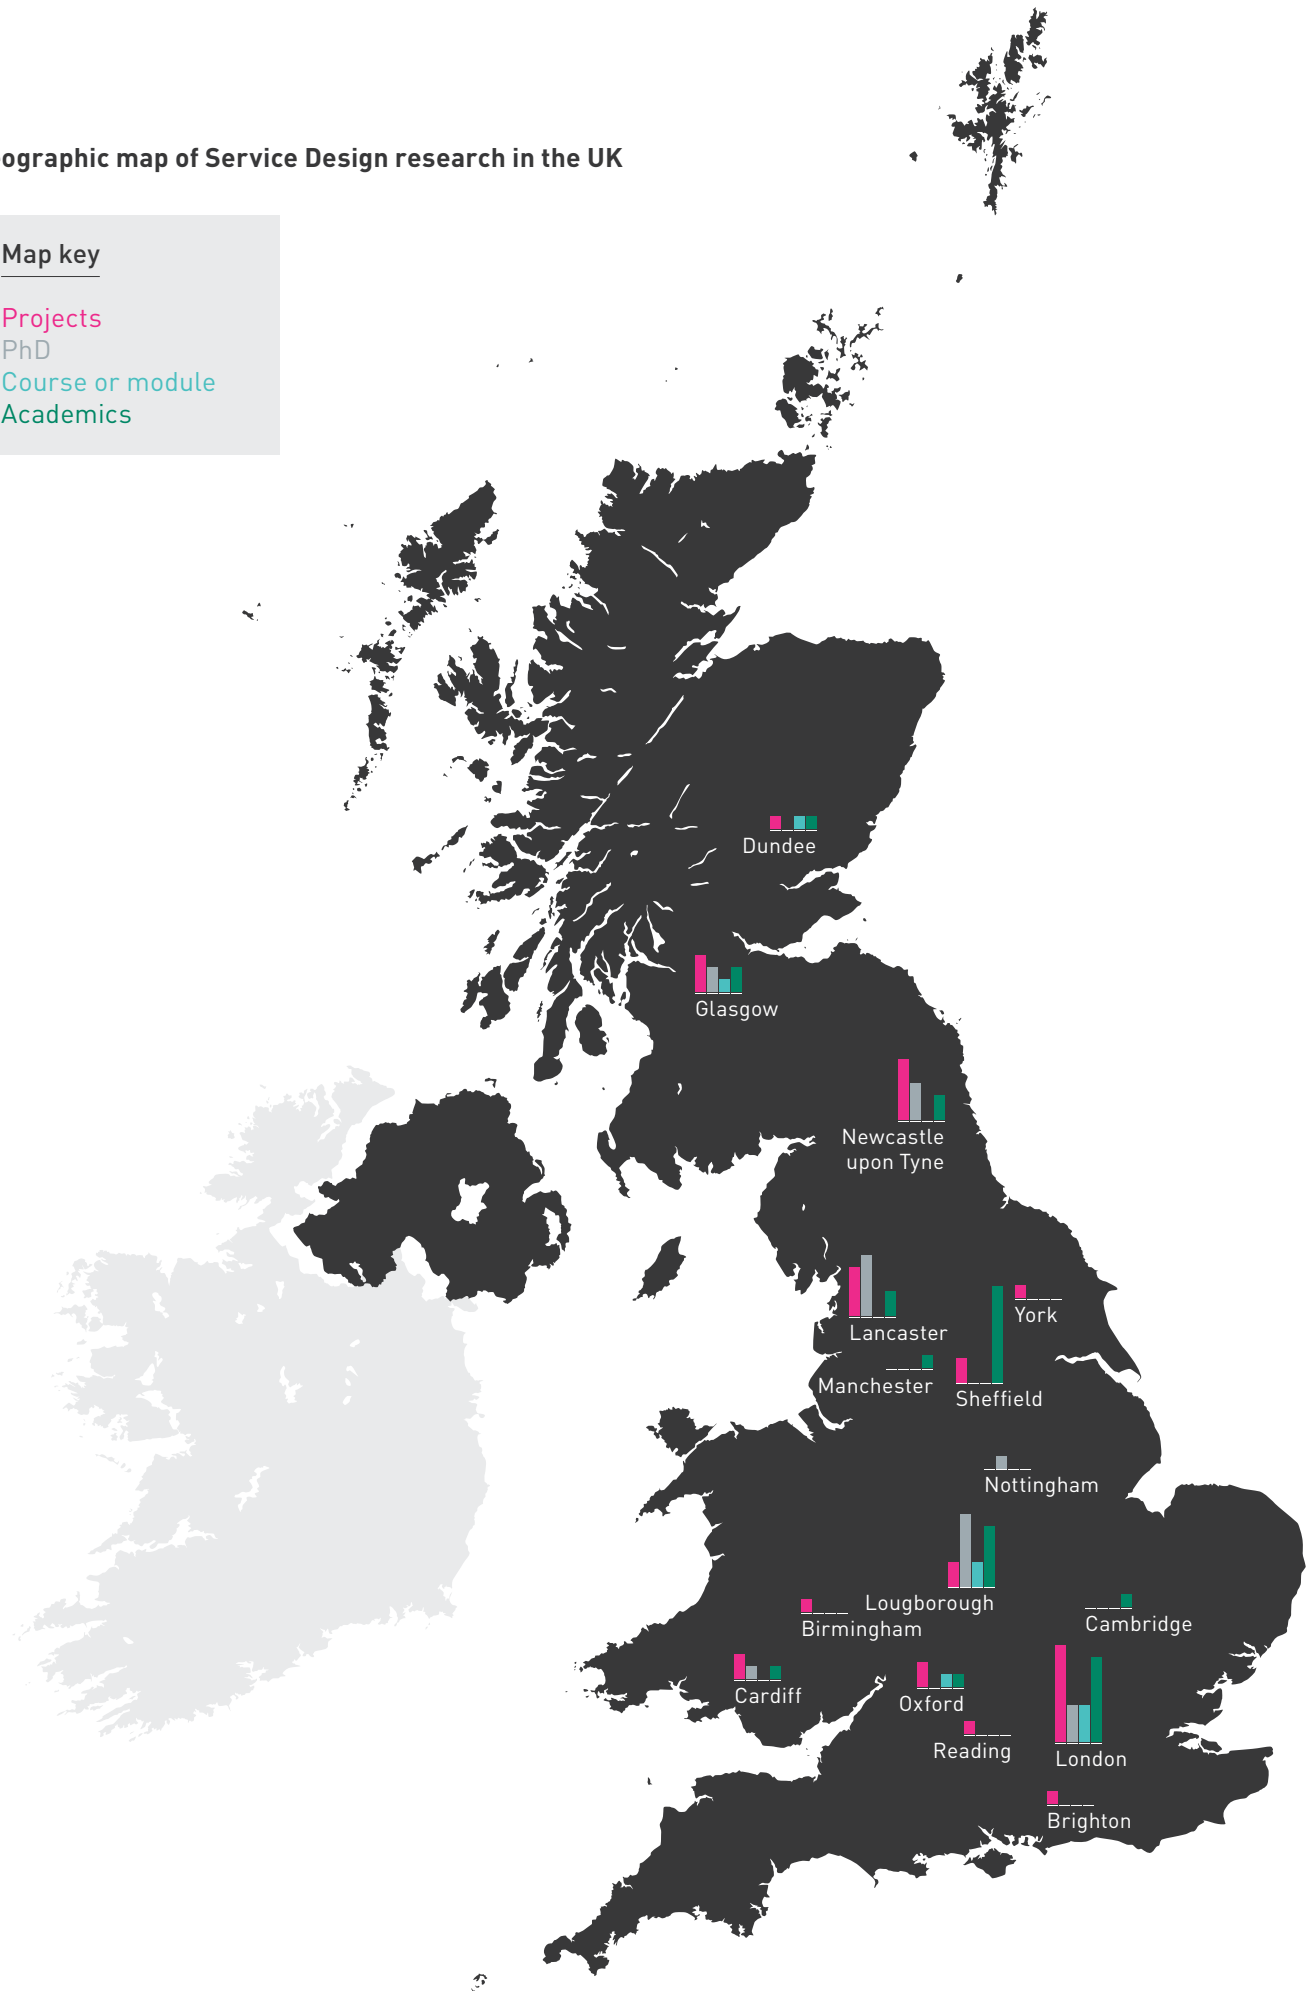 ographic map of Service Design research in the UK
Map key
Projects
PhD
Course or module
Academics
Dundee
Glasgow
Newcastle
upon Tyne
Lancaster
York
Manchester
Sheffield
Nottingham
Lougborough
Birmingham
Cambridge
Cardiff
Oxford
Reading
London
Brighton